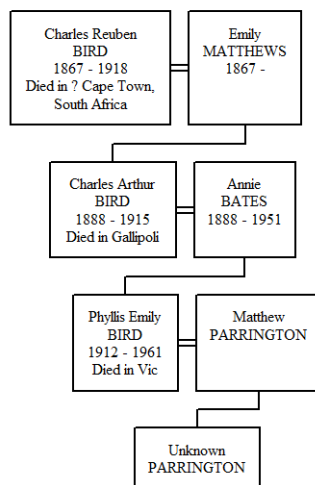 Charles Reuben
BIRD
1867 - 1918
Died in ? Cape Town,
South Africa
Emily
MATTHEWS
1867 -
Charles Arthur
BIRD
1888 - 1915
Died in Gallipoli
Annie
BATES
1888 - 1951
Phyllis Emily
BIRD
1912 - 1961
Died in Vic
Matthew
PARRINGTON
Unknown
PARRINGTON